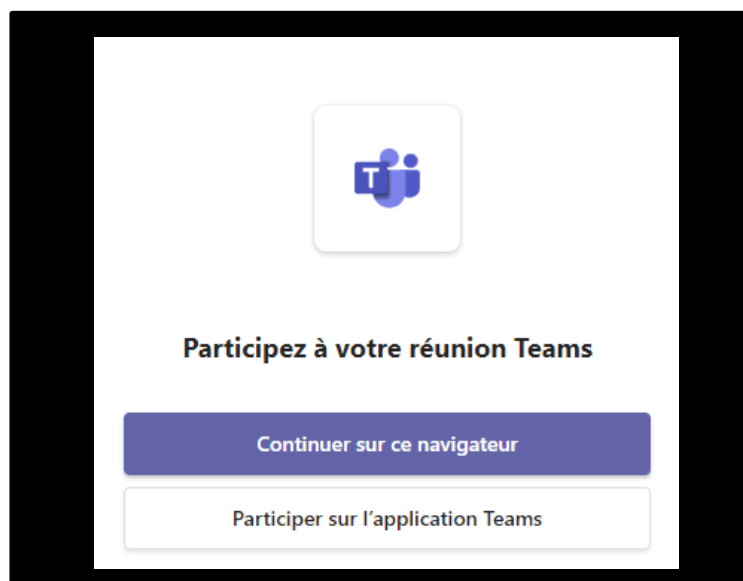 T
Participez à votre réunion Teams
Continuer sur ce navigateur
Participer sur l’application Teams